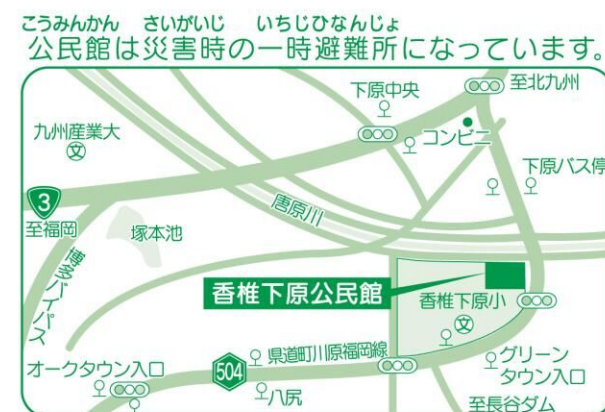 こうみんかん さいがいじ いちじひなんじょ
公民館は災害時の一時避難所になっています。
至北九州
下原中央
九州産業大
文
コンビニ
下原バス停
3
至福岡
唐原川
塚本池
博多バイパス
香椎下原公民館
香椎下原小
文
県道町川原福岡線
グリーン
タウン入口
オークタウン入口
504
八尻
至長谷ダム